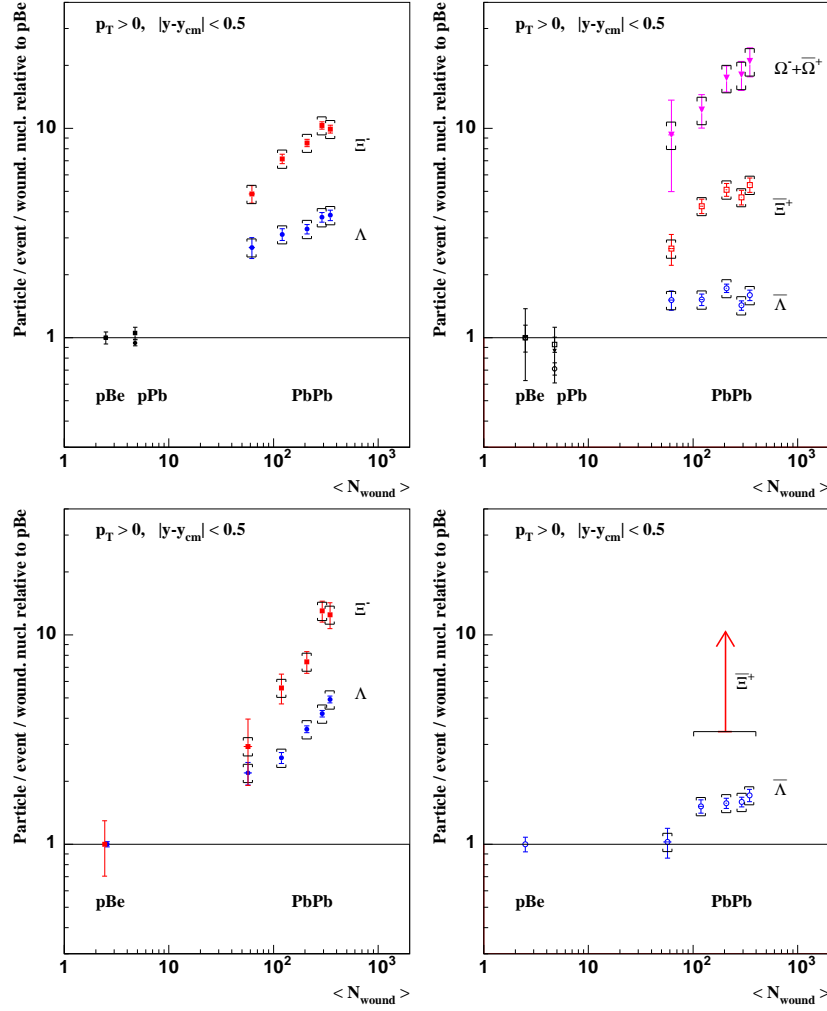 Particle / event / wound. nucl. relative to pBe
p_T > 0, |y-y_cm| < 0.5
10
1
Ξ⁻
Λ
pBe pPb PbPb
1 10 10² 10³
< N_wound >
Particle / event / wound. nucl. relative to pBe
p_T > 0, |y-y_cm| < 0.5
10
1
Ω⁻+Ω̅⁺
Ξ̅⁺
Λ̅
pBe pPb PbPb
1 10 10² 10³
< N_wound >
Particle / event / wound. nucl. relative to pBe
p_T > 0, |y-y_cm| < 0.5
10
1
Ξ⁻
Λ
pBe PbPb
1 10 10² 10³
< N_wound >
Particle / event / wound. nucl. relative to pBe
p_T > 0, |y-y_cm| < 0.5
10
1
Ξ̅⁺
Λ̅
pBe PbPb
1 10 10² 10³
< N_wound >